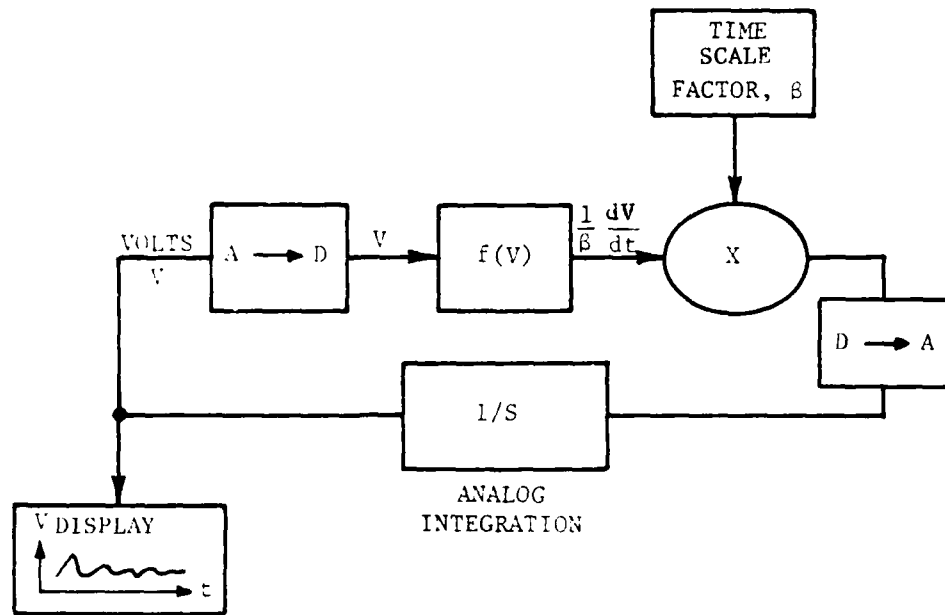 TIME
SCALE
FACTOR, β
VOLTS
V
A → D
V
f(V)
1/β dV/dt
X
D → A
1/S
ANALOG
INTEGRATION
V DISPLAY
t